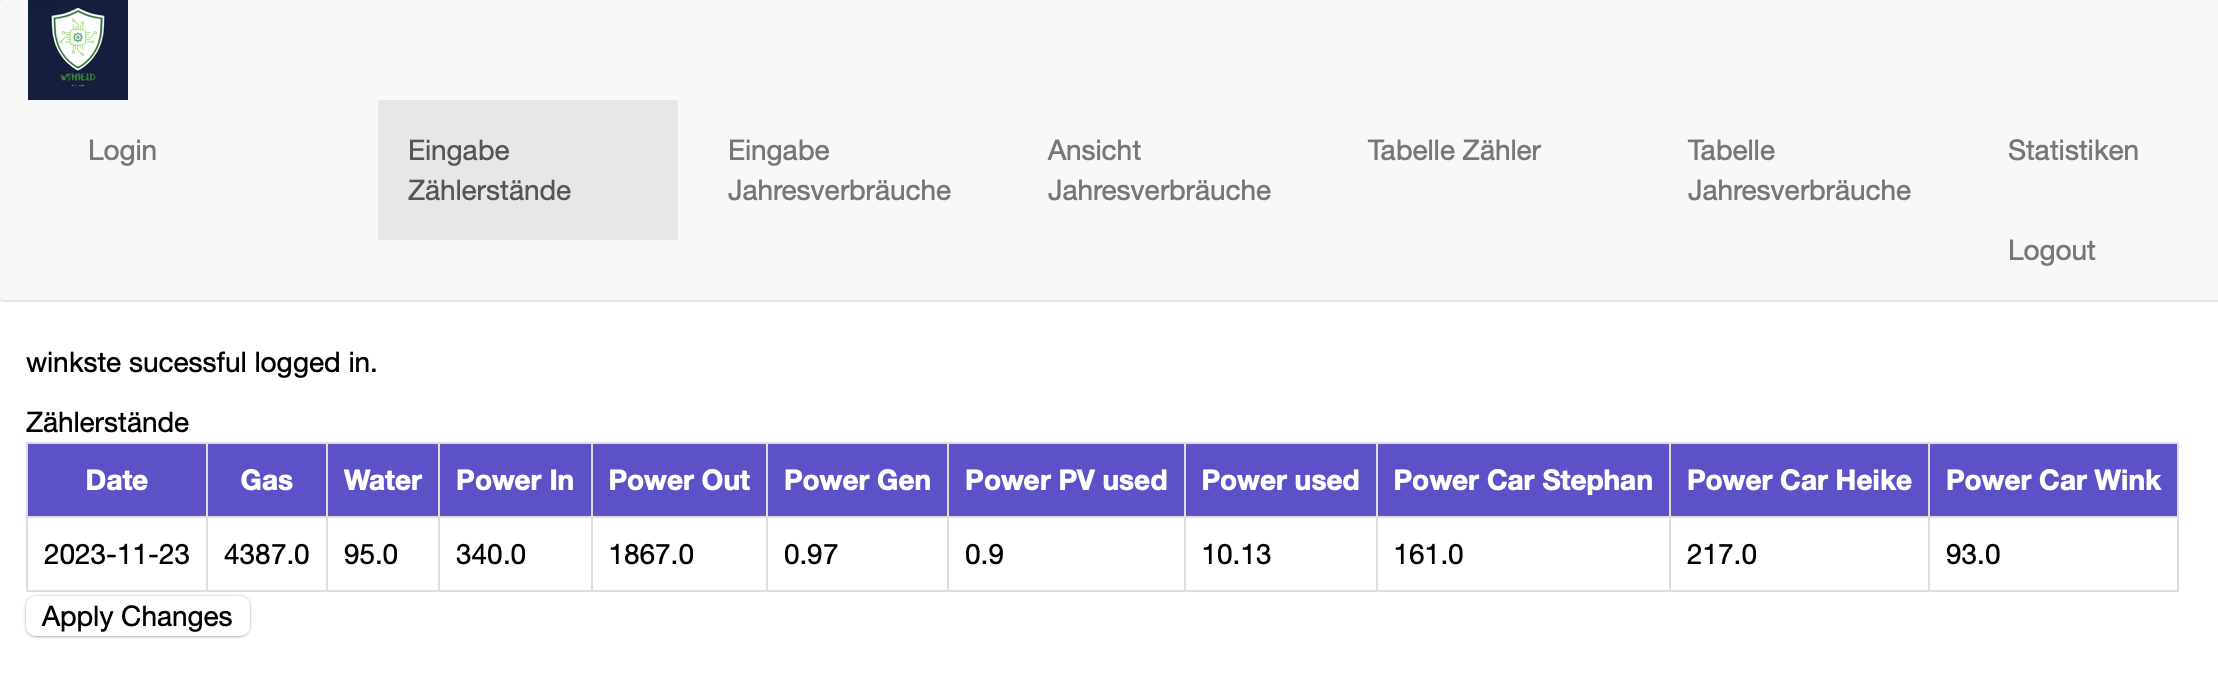 WSHIELD
Login
Eingabe
Zählerstände
Eingabe
Jahresverbräuche
Ansicht
Jahresverbräuche
Tabelle Zähler
Tabelle
Jahresverbräuche
Statistiken
Logout
winkste sucessful logged in.
Zählerstände
Date Gas Water Power In Power Out Power Gen Power PV used Power used Power Car Stephan Power Car Heike Power Car Wink
2023-11-23 4387.0 95.0 340.0 1867.0 0.97 0.9 10.13 161.0 217.0 93.0
Apply Changes